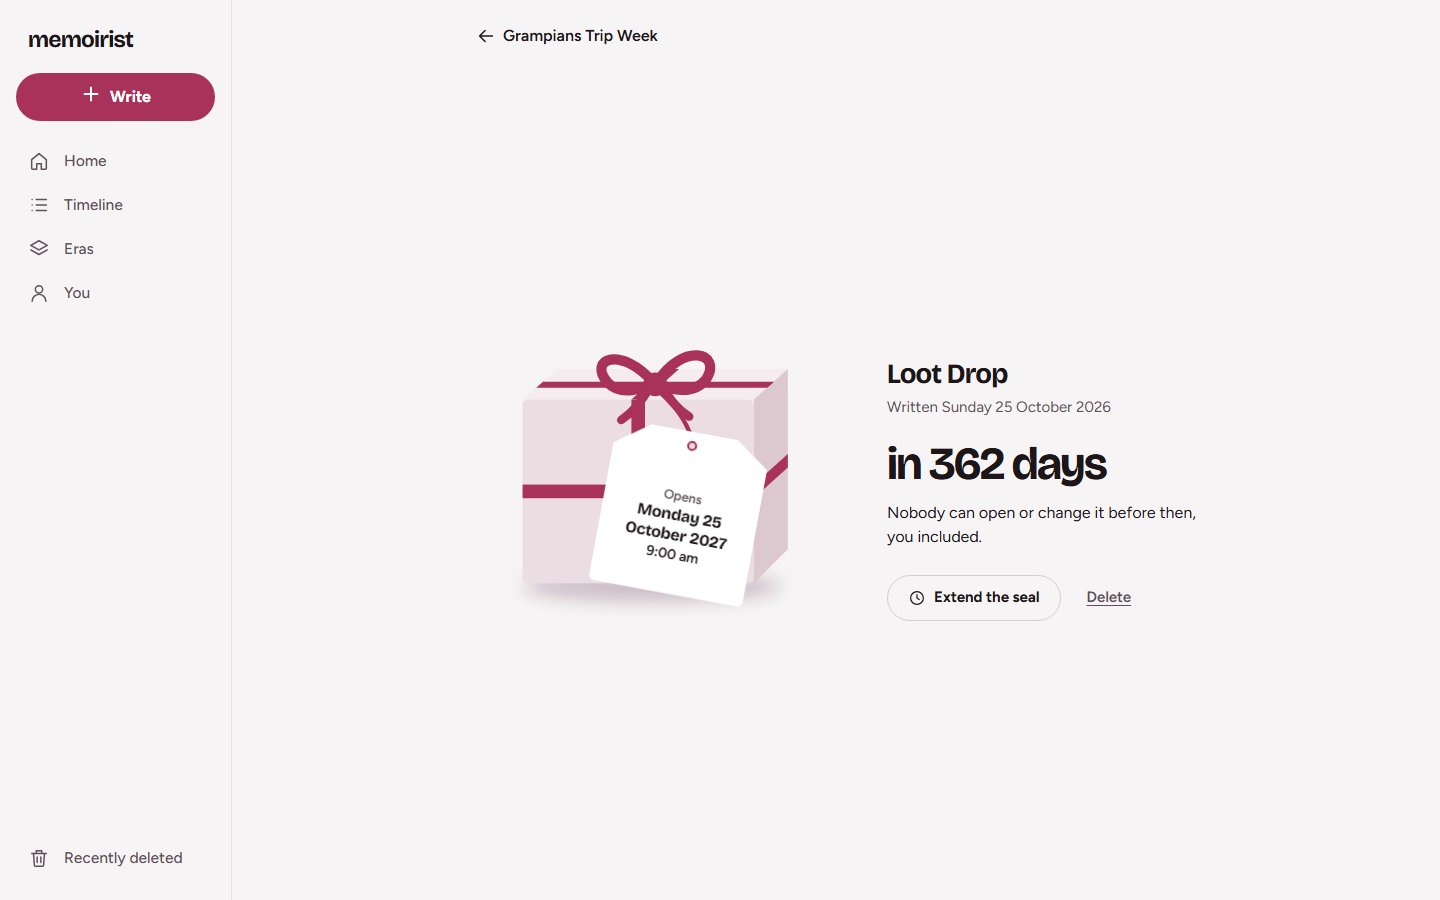 memoirist
Write
Home
Timeline
Eras
You
Recently deleted
Grampians Trip Week
Opens
Monday 25
October 2027
9:00 am
Loot Drop
Written Sunday 25 October 2026
in 362 days
Nobody can open or change it before then,
you included.
Extend the seal
Delete